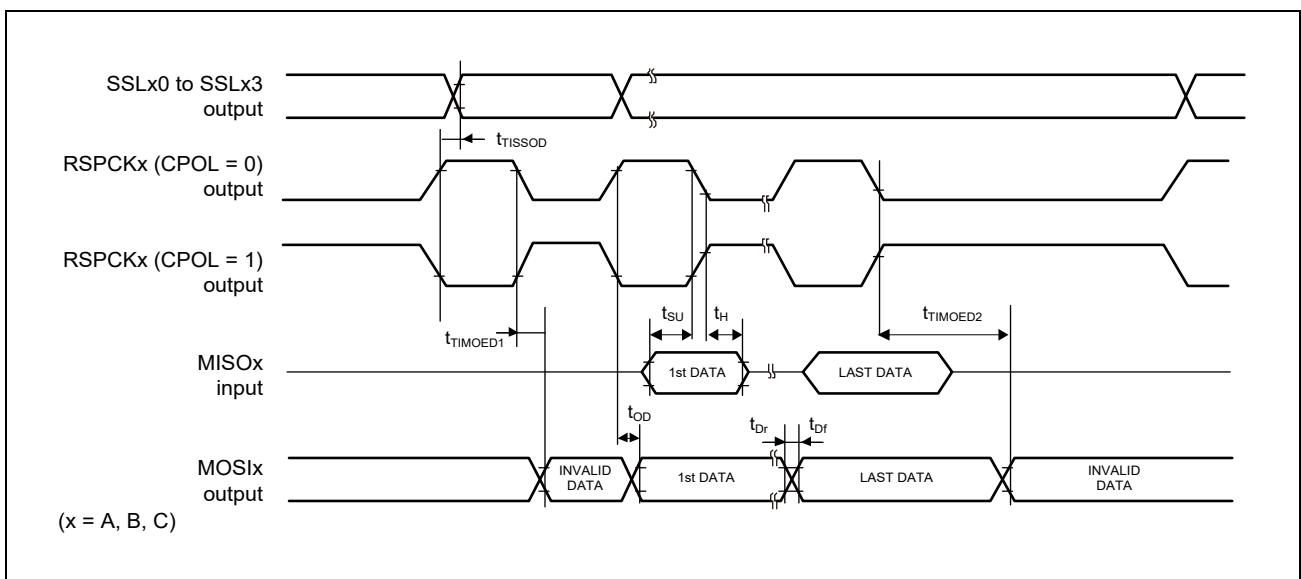 SSLx0 to SSLx3
output
tTISSOD
RSPCKx (CPOL = 0)
output
RSPCKx (CPOL = 1)
output
tTIMOED1
tSU
tH
tTIMOED2
MISOx
input
1st DATA
LAST DATA
tOD
tDr
tDf
MOSIx
output
INVALID
DATA
1st DATA
LAST DATA
INVALID
DATA
(x = A, B, C)